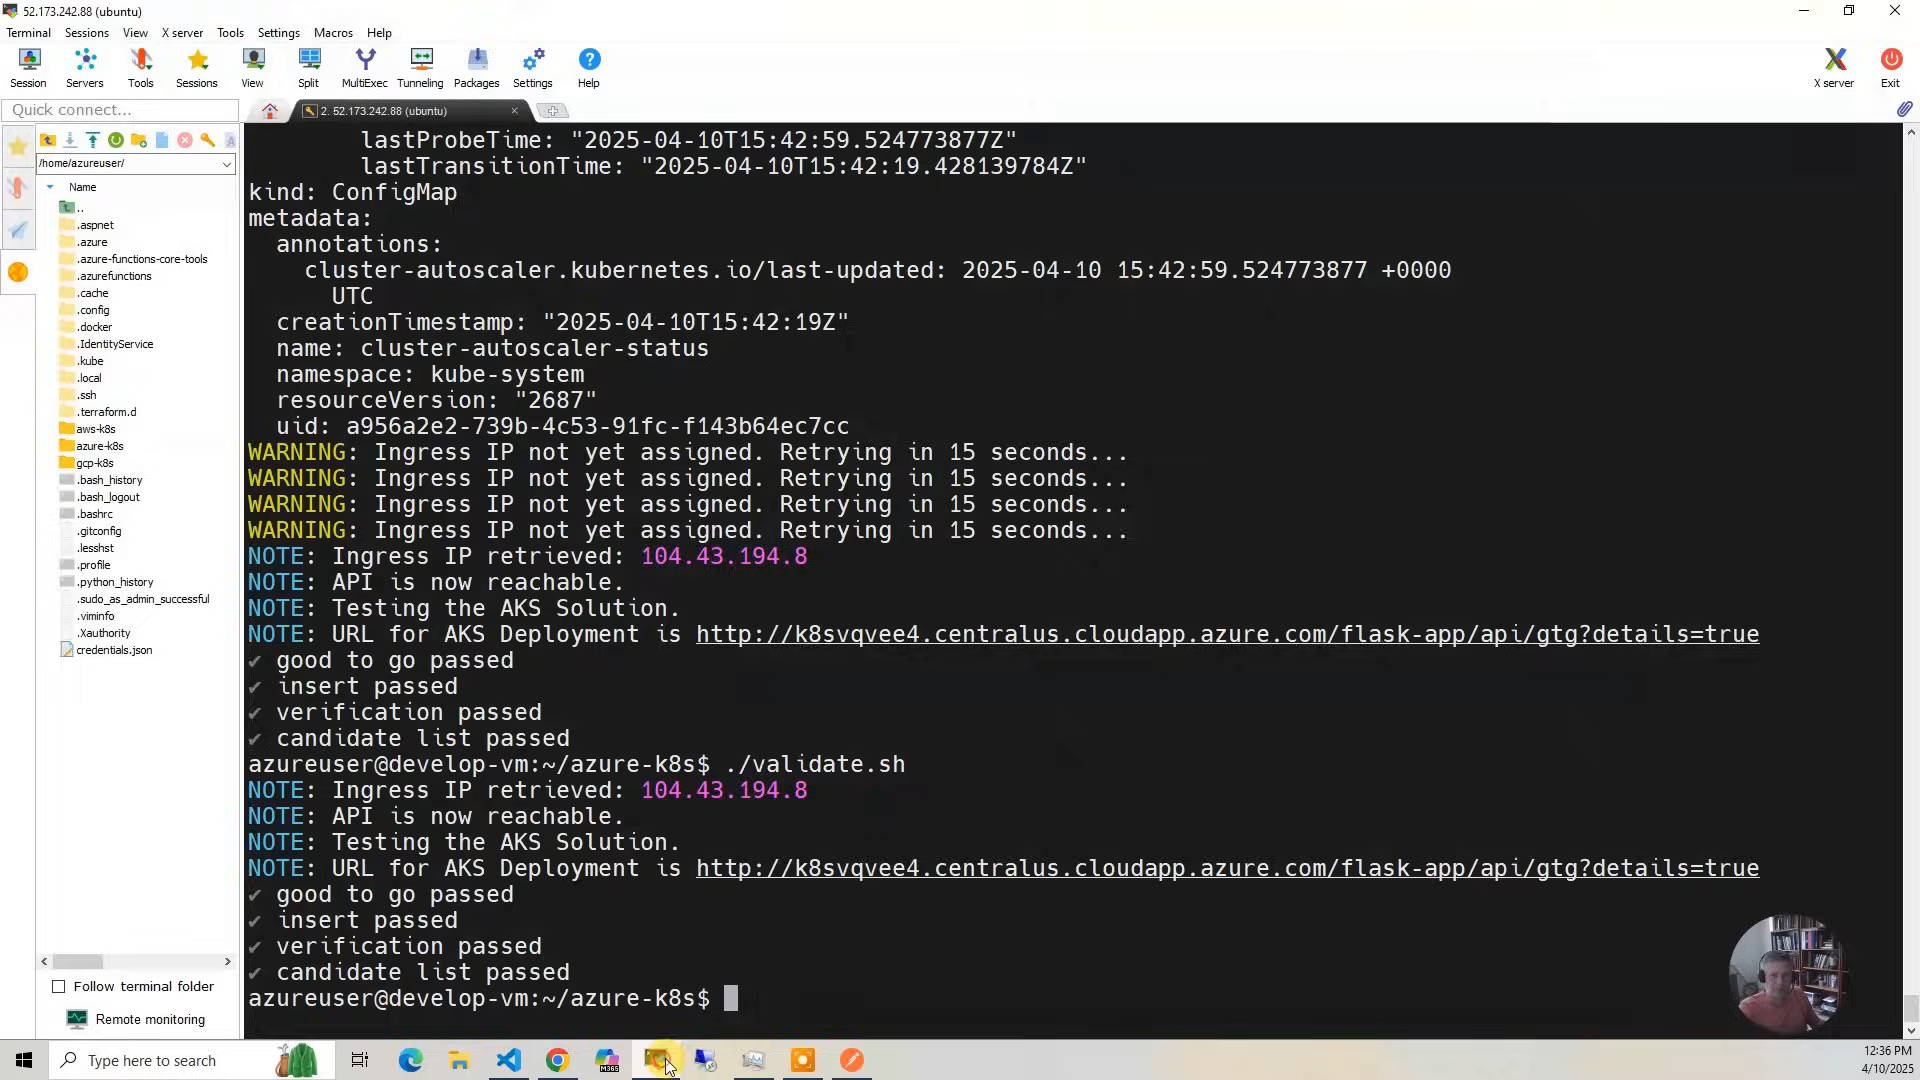 52.173.242.88 (ubuntu)
Terminal Sessions View X server Tools Settings Macros Help
Session Servers Tools Sessions View Split MultiExec Tunneling Packages Settings Help X server Exit
Quick connect...
2. 52.173.242.88 (ubuntu)
/home/azureuser/
Name
..
.aspnet
.azure
.azure-functions-core-tools
.azurefunctions
.cache
.config
.docker
.IdentityService
.kube
.local
.ssh
.terraform.d
aws-k8s
azure-k8s
gcp-k8s
.bash_history
.bash_logout
.bashrc
.gitconfig
.lesshst
.profile
.python_history
.sudo_as_admin_successful
.viminfo
.Xauthority
credentials.json
Follow terminal folder
Remote monitoring
lastProbeTime: "2025-04-10T15:42:59.524773877Z"
lastTransitionTime: "2025-04-10T15:42:19.428139784Z"
kind: ConfigMap
metadata:
annotations:
cluster-autoscaler.kubernetes.io/last-updated: 2025-04-10 15:42:59.524773877 +0000
UTC
creationTimestamp: "2025-04-10T15:42:19Z"
name: cluster-autoscaler-status
namespace: kube-system
resourceVersion: "2687"
uid: a956a2e2-739b-4c53-91fc-f143b64ec7cc
WARNING: Ingress IP not yet assigned. Retrying in 15 seconds...
WARNING: Ingress IP not yet assigned. Retrying in 15 seconds...
WARNING: Ingress IP not yet assigned. Retrying in 15 seconds...
WARNING: Ingress IP not yet assigned. Retrying in 15 seconds...
NOTE: Ingress IP retrieved: 104.43.194.8
NOTE: API is now reachable.
NOTE: Testing the AKS Solution.
NOTE: URL for AKS Deployment is http://k8svqvee4.centralus.cloudapp.azure.com/flask-app/api/gtg?details=true
✓ good to go passed
✓ insert passed
✓ verification passed
✓ candidate list passed
azureuser@develop-vm:~/azure-k8s$ ./validate.sh
NOTE: Ingress IP retrieved: 104.43.194.8
NOTE: API is now reachable.
NOTE: Testing the AKS Solution.
NOTE: URL for AKS Deployment is http://k8svqvee4.centralus.cloudapp.azure.com/flask-app/api/gtg?details=true
✓ good to go passed
✓ insert passed
✓ verification passed
✓ candidate list passed
azureuser@develop-vm:~/azure-k8s$
Type here to search
M365
12:36 PM
4/10/2025